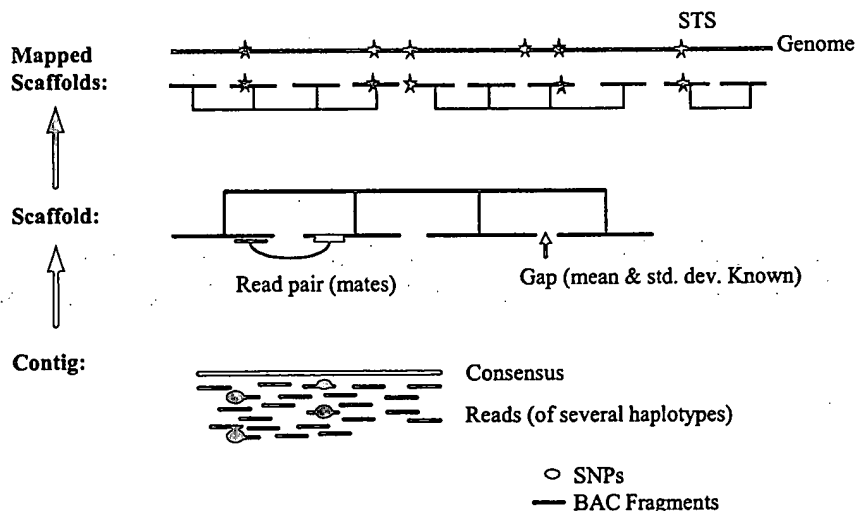 STS
Genome
Mapped
Scaffolds:
Scaffold:
Read pair (mates)
Gap (mean & std. dev. Known)
Contig:
Consensus
Reads (of several haplotypes)
SNPs
BAC Fragments